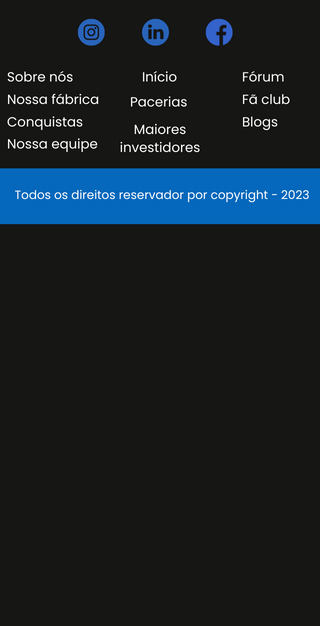 Sobre nós
Nossa fábrica
Conquistas
Nossa equipe
Início
Pacerias
Maiores
investidores
Fórum
Fã club
Blogs
Todos os direitos reservador por copyright - 2023